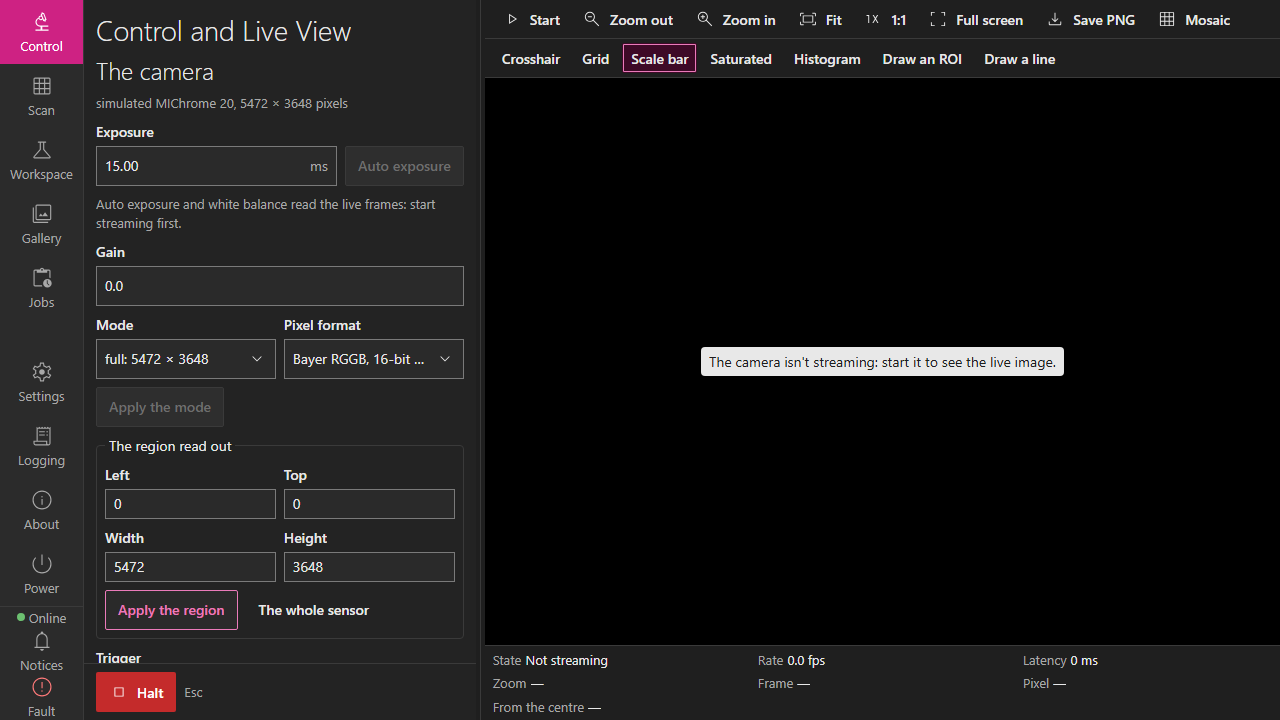 Control
Scan
Workspace
Gallery
Jobs
Settings
Logging
About
Power
Online
Notices
Fault
Control and Live View
The camera
simulated MIChrome 20, 5472 × 3648 pixels
Exposure
15.00 ms
Auto exposure
Auto exposure and white balance read the live frames: start
streaming first.
Gain
0.0
Mode
Pixel format
full: 5472 × 3648
Bayer RGGB, 16-bit ...
Apply the mode
The region read out
Left
Top
0
0
Width
Height
5472
3648
Apply the region
The whole sensor
Trigger
Halt
Esc
Start
Zoom out
Zoom in
Fit
1X 1:1
Full screen
Save PNG
Mosaic
Crosshair
Grid
Scale bar
Saturated
Histogram
Draw an ROI
Draw a line
The camera isn't streaming: start it to see the live image.
State Not streaming
Rate 0.0 fps
Latency 0 ms
Zoom —
Frame —
Pixel —
From the centre —